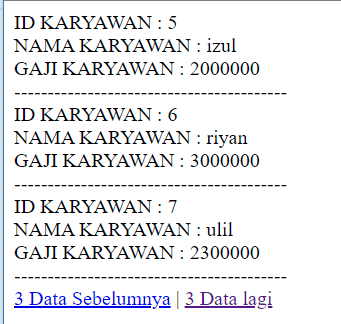 ID KARYAWAN : 5
NAMA KARYAWAN : izul
GAJI KARYAWAN : 2000000
---------------------------------------
ID KARYAWAN : 6
NAMA KARYAWAN : riyan
GAJI KARYAWAN : 3000000
---------------------------------------
ID KARYAWAN : 7
NAMA KARYAWAN : ulil
GAJI KARYAWAN : 2300000
---------------------------------------
3 Data Sebelumnya | 3 Data lagi